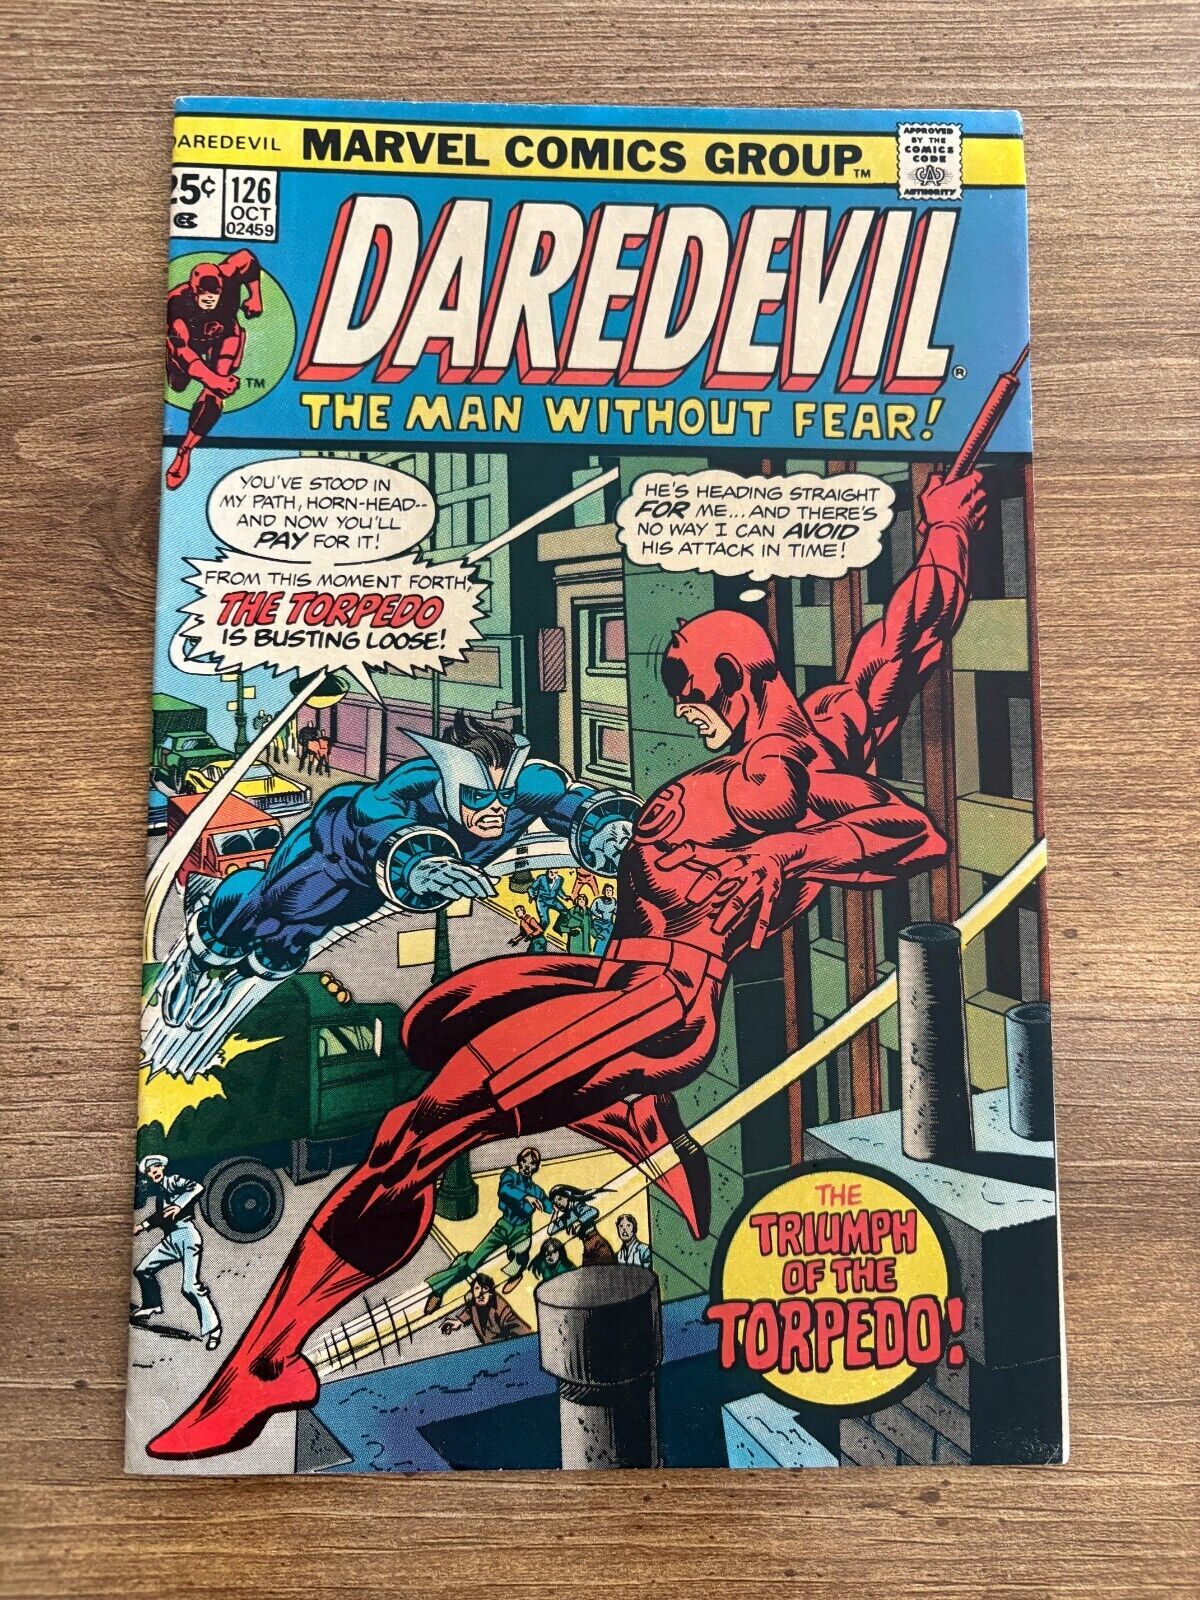 DAREDEVIL
MARVEL COMICS GROUP™
APPROVED
BY THE
COMICS
CODE
CA
AUTHORITY
25¢
126
OCT
02459
DAREDEVIL®
THE MAN WITHOUT FEAR!
TM
YOU'VE STOOD IN
MY PATH, HORN-HEAD--
AND NOW YOU'LL
PAY FOR IT!
FROM THIS MOMENT FORTH,
THE TORPEDO
IS BUSTING LOOSE!
HE'S HEADING STRAIGHT
FOR ME...AND THERE'S
NO WAY I CAN AVOID
HIS ATTACK IN TIME!
THE
TRIUMPH
OF THE
TORPEDO!